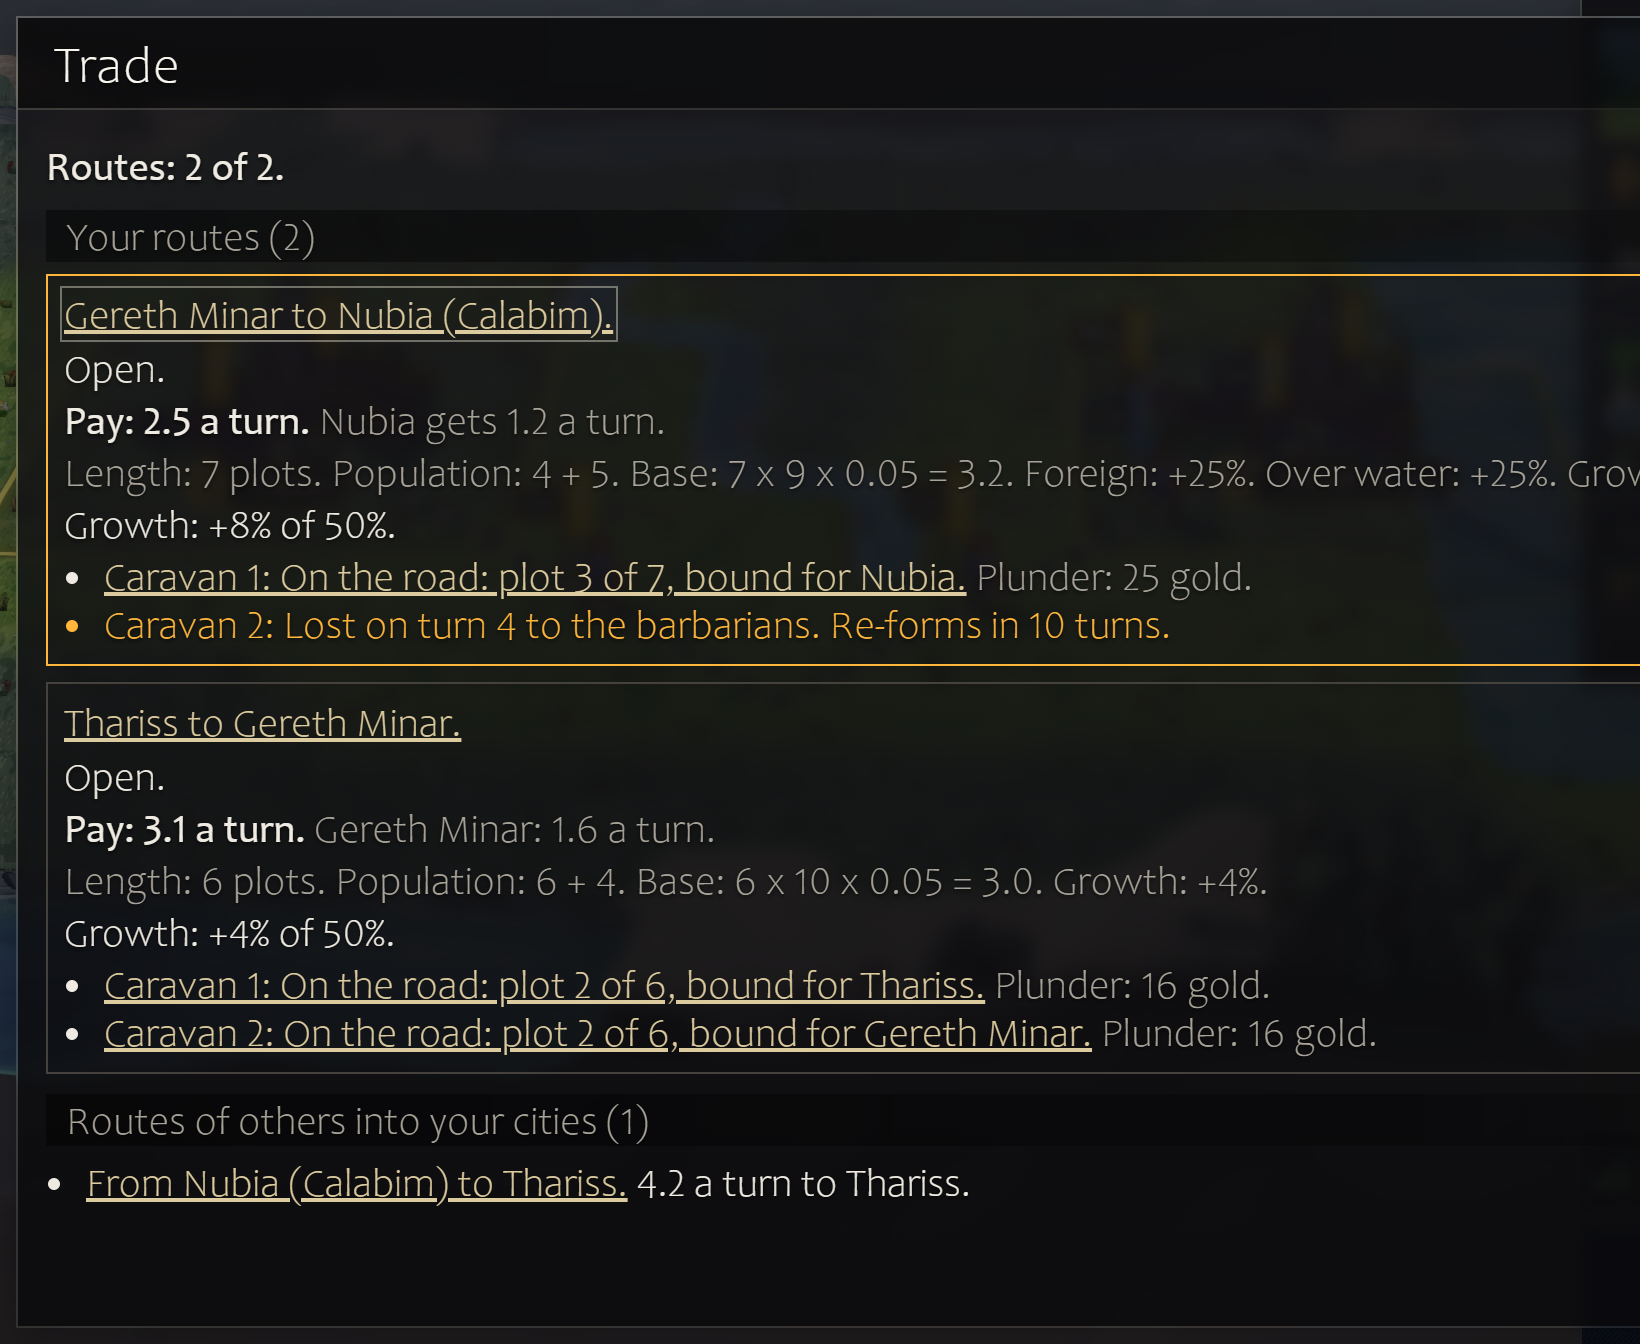 Trade
Routes: 2 of 2.
Your routes (2)
Gereth Minar to Nubia (Calabim).
Open.
Pay: 2.5 a turn. Nubia gets 1.2 a turn.
Length: 7 plots. Population: 4 + 5. Base: 7 x 9 x 0.05 = 3.2. Foreign: +25%. Over water: +25%. Grow
Growth: +8% of 50%.
• Caravan 1: On the road: plot 3 of 7, bound for Nubia. Plunder: 25 gold.
• Caravan 2: Lost on turn 4 to the barbarians. Re-forms in 10 turns.
Thariss to Gereth Minar.
Open.
Pay: 3.1 a turn. Gereth Minar: 1.6 a turn.
Length: 6 plots. Population: 6 + 4. Base: 6 x 10 x 0.05 = 3.0. Growth: +4%.
Growth: +4% of 50%.
• Caravan 1: On the road: plot 2 of 6, bound for Thariss. Plunder: 16 gold.
• Caravan 2: On the road: plot 2 of 6, bound for Gereth Minar. Plunder: 16 gold.
Routes of others into your cities (1)
• From Nubia (Calabim) to Thariss. 4.2 a turn to Thariss.